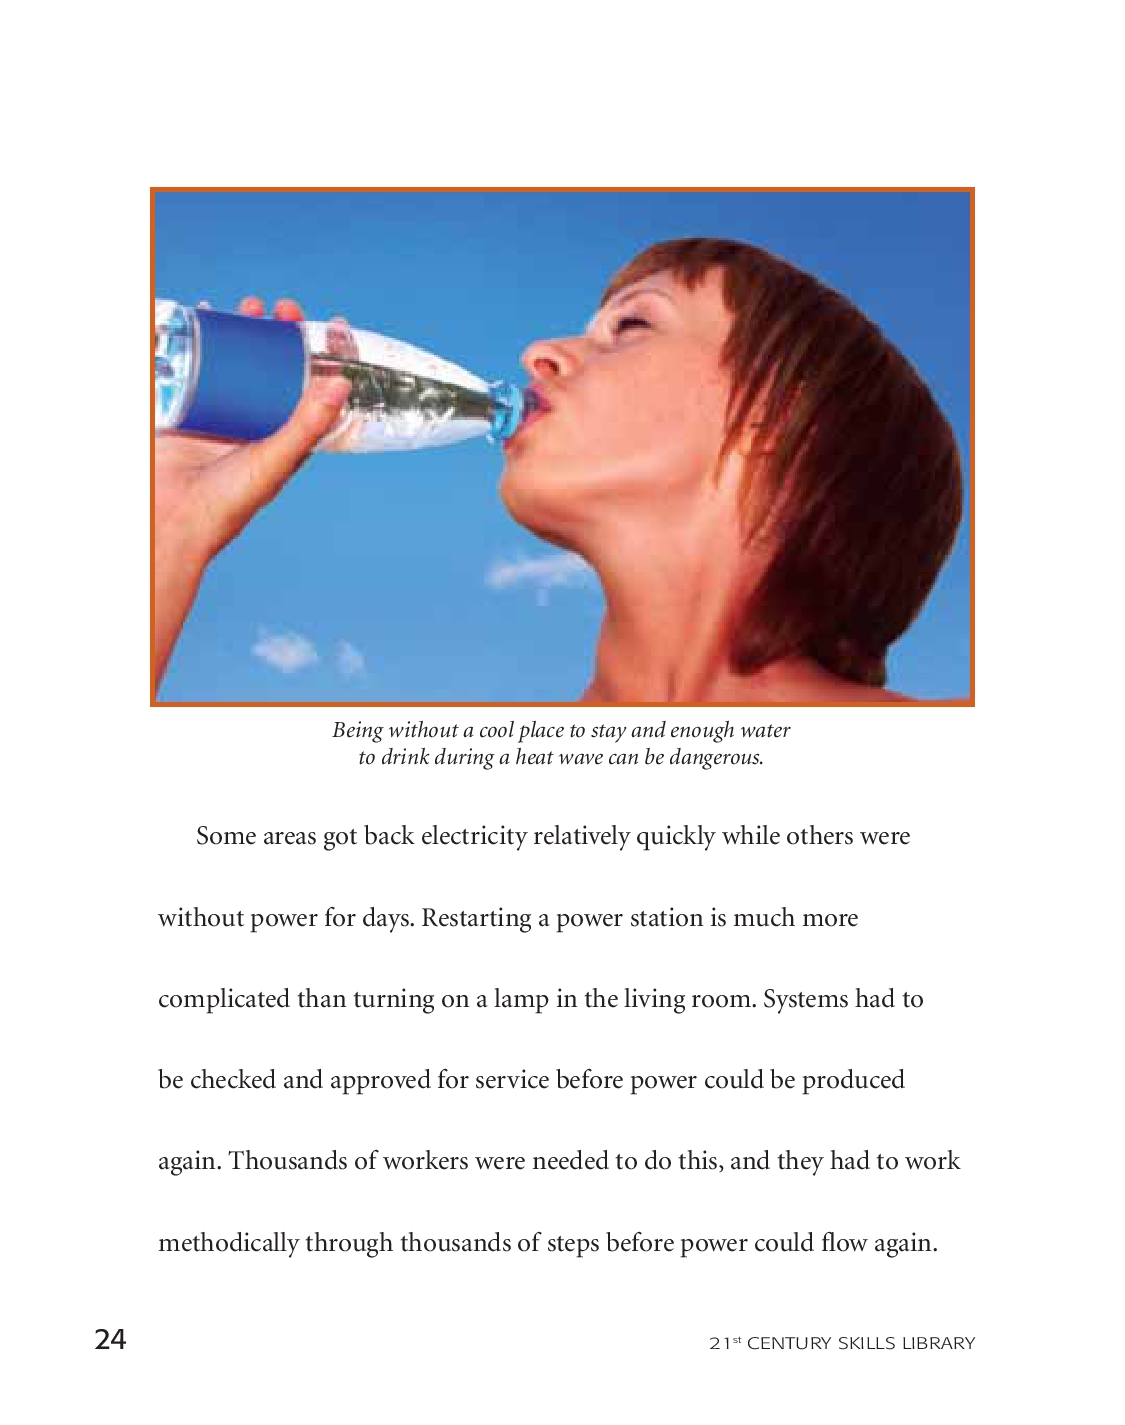 Being without a cool place to stay and enough water
to drink during a heat wave can be dangerous.
Some areas got back electricity relatively quickly while others were
without power for days. Restarting a power station is much more
complicated than turning on a lamp in the living room. Systems had to
be checked and approved for service before power could be produced
again. Thousands of workers were needed to do this, and they had to work
methodically through thousands of steps before power could flow again.
24
21st CENTURY SKILLS LIBRARY